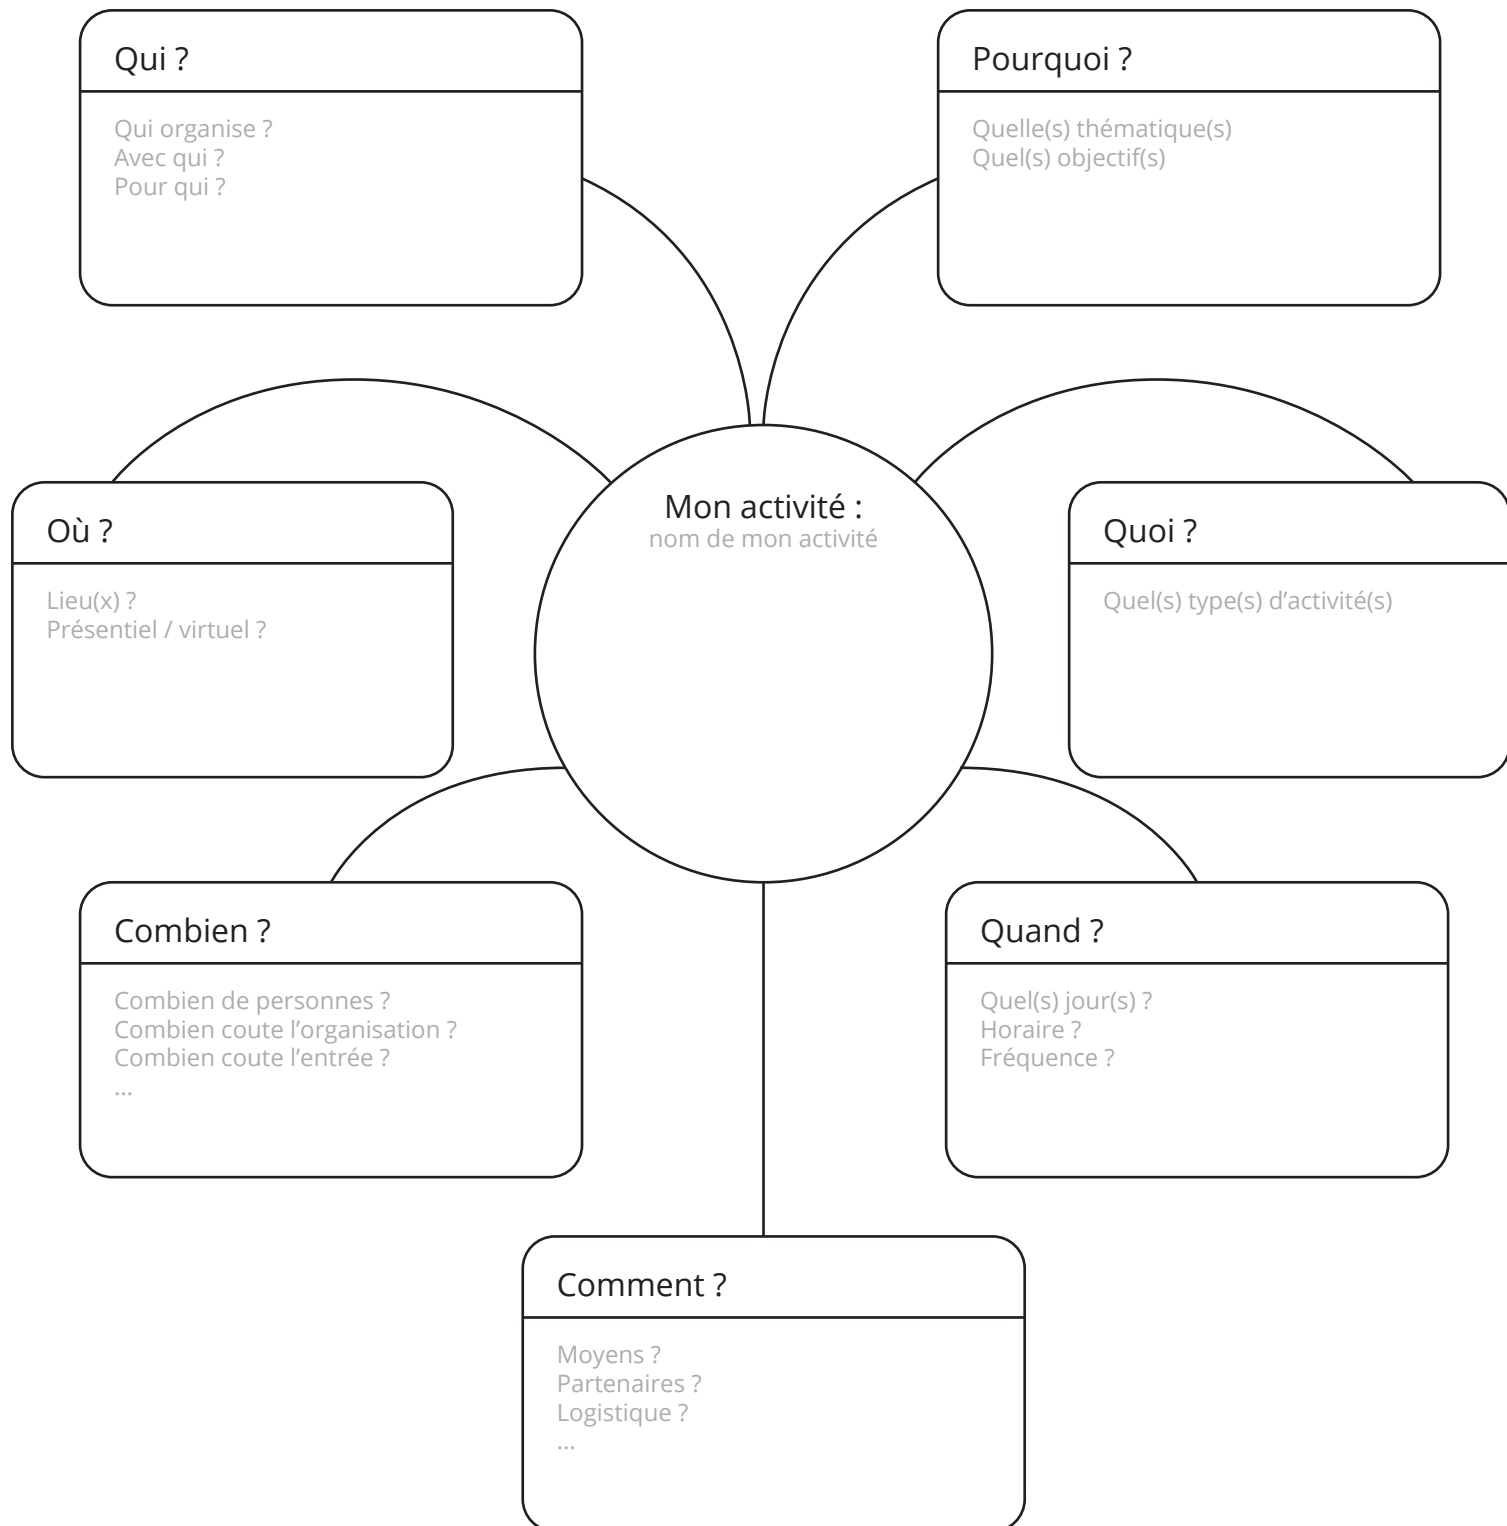 Qui ?
Qui organise ?
Avec qui ?
Pour qui ?
Pourquoi ?
Quelle(s) thématique(s)
Quel(s) objectif(s)
Mon activité :
nom de mon activité
Où ?
Lieu(x) ?
Présentiel / virtuel ?
Quoi ?
Quel(s) type(s) d’activité(s)
Combien ?
Combien de personnes ?
Combien coute l’organisation ?
Combien coute l’entrée ?
...
Quand ?
Quel(s) jour(s) ?
Horaire ?
Fréquence ?
Comment ?
Moyens ?
Partenaires ?
Logistique ?
...